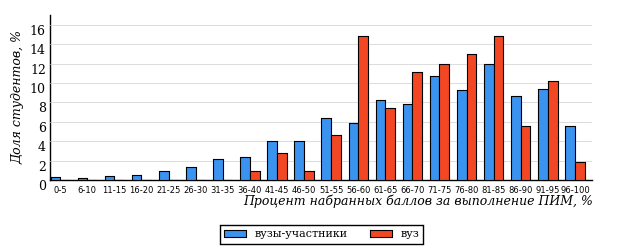 Доля студентов, %
16
14
12
10
8
6
4
2
0
0-5 6-10 11-15 16-20 21-25 26-30 31-35 36-40 41-45 46-50 51-55 56-60 61-65 66-70 71-75 76-80 81-85 86-90 91-95 96-100
Процент набранных баллов за выполнение ПИМ, %
вузы-участники вуз